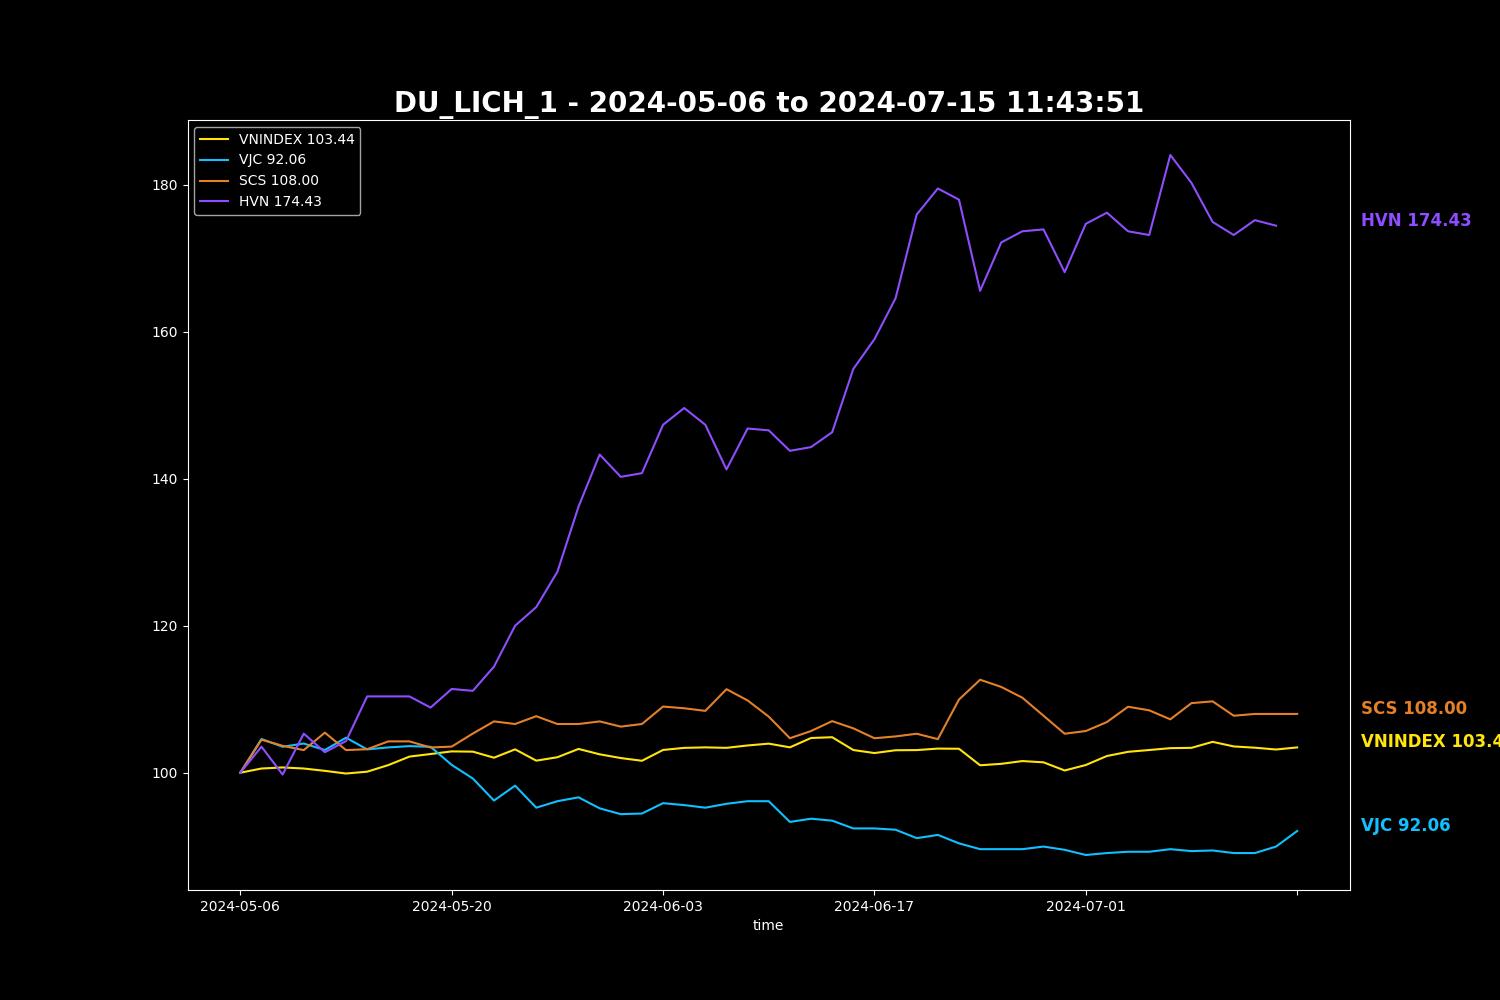 DU_LICH_1 - 2024-05-06 to 2024-07-15 11:43:51
VNINDEX 103.44
VJC 92.06
SCS 108.00
HVN 174.43
180
160
140
120
100
HVN 174.43
SCS 108.00
VNINDEX 103.4
VJC 92.06
2024-05-06
2024-05-20
2024-06-03
2024-06-17
2024-07-01
time